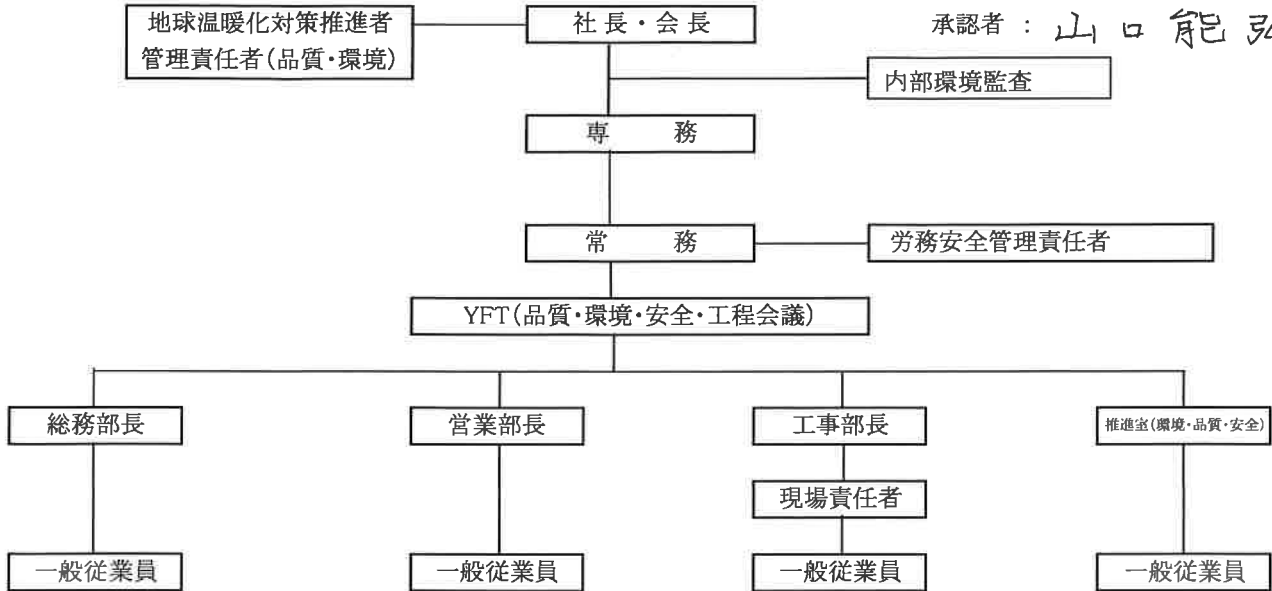 地球温暖化対策推進者
管理責任者(品質・環境)
社長・会長
承認者 : 山口能弘
内部環境監査
専 務
常 務
労務安全管理責任者
YFT(品質・環境・安全・工程会議)
総務部長
営業部長
工事部長
推進室(環境・品質・安全)
現場責任者
一般従業員
一般従業員
一般従業員
一般従業員